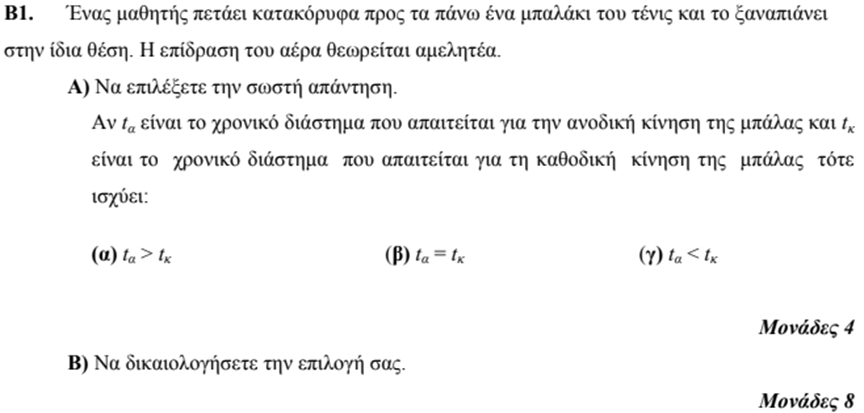 Β1. Ένας μαθητής πετάει κατακόρυφα προς τα πάνω ένα μπαλάκι του τένις και το ξαναπιάνει
στην ίδια θέση. Η επίδραση του αέρα θεωρείται αμελητέα.
Α) Να επιλέξετε την σωστή απάντηση.
Αν tα είναι το χρονικό διάστημα που απαιτείται για την ανοδική κίνηση της μπάλας και tκ
είναι το χρονικό διάστημα που απαιτείται για τη καθοδική κίνηση της μπάλας τότε
ισχύει:
(α) tα > tκ (β) tα = tκ (γ) tα < tκ
Μονάδες 4
Β) Να δικαιολογήσετε την επιλογή σας.
Μονάδες 8